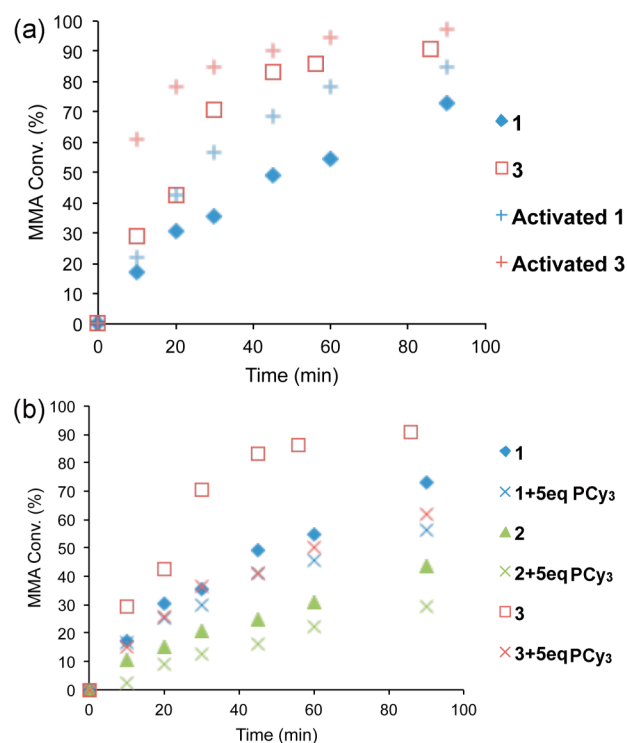 (a)
100
90
80
70
60
50
40
30
20
10
0
MMA Conv. (%)
0 20 40 60 80 100
Time (min)
1
3
Activated 1
Activated 3
(b)
100
90
80
70
60
50
40
30
20
10
0
MMA Conv. (%)
0 20 40 60 80 100
Time (min)
1
1+5eq PCy₃
2
2+5eq PCy₃
3
3+5eq PCy₃